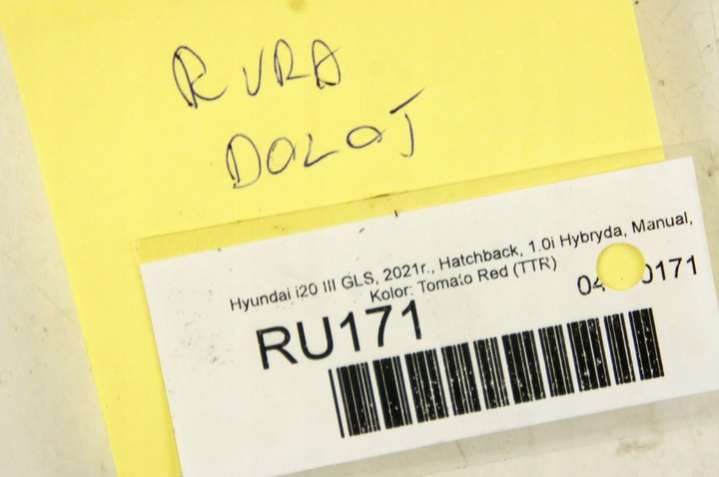 RURA
DOLOT
Hyundai i20 III GLS, 2021r., Hatchback, 1.0i Hybryda, Manual,
Kolor: Tomato Red (TTR)
RU171